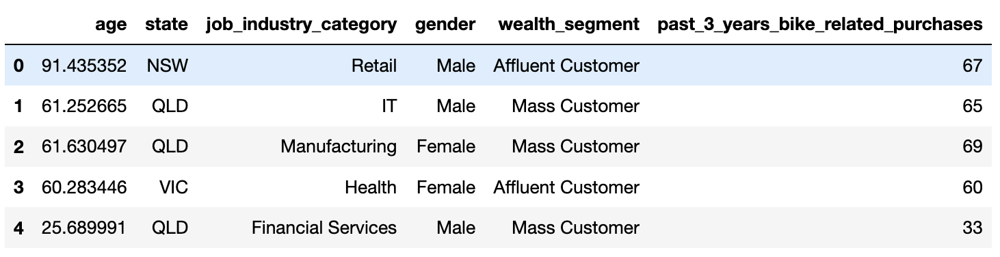 age state job_industry_category gender wealth_segment past_3_years_bike_related_purchases
0 91.435352 NSW Retail Male Affluent Customer 67
1 61.252665 QLD IT Male Mass Customer 65
2 61.630497 QLD Manufacturing Female Mass Customer 69
3 60.283446 VIC Health Female Affluent Customer 60
4 25.689991 QLD Financial Services Male Mass Customer 33